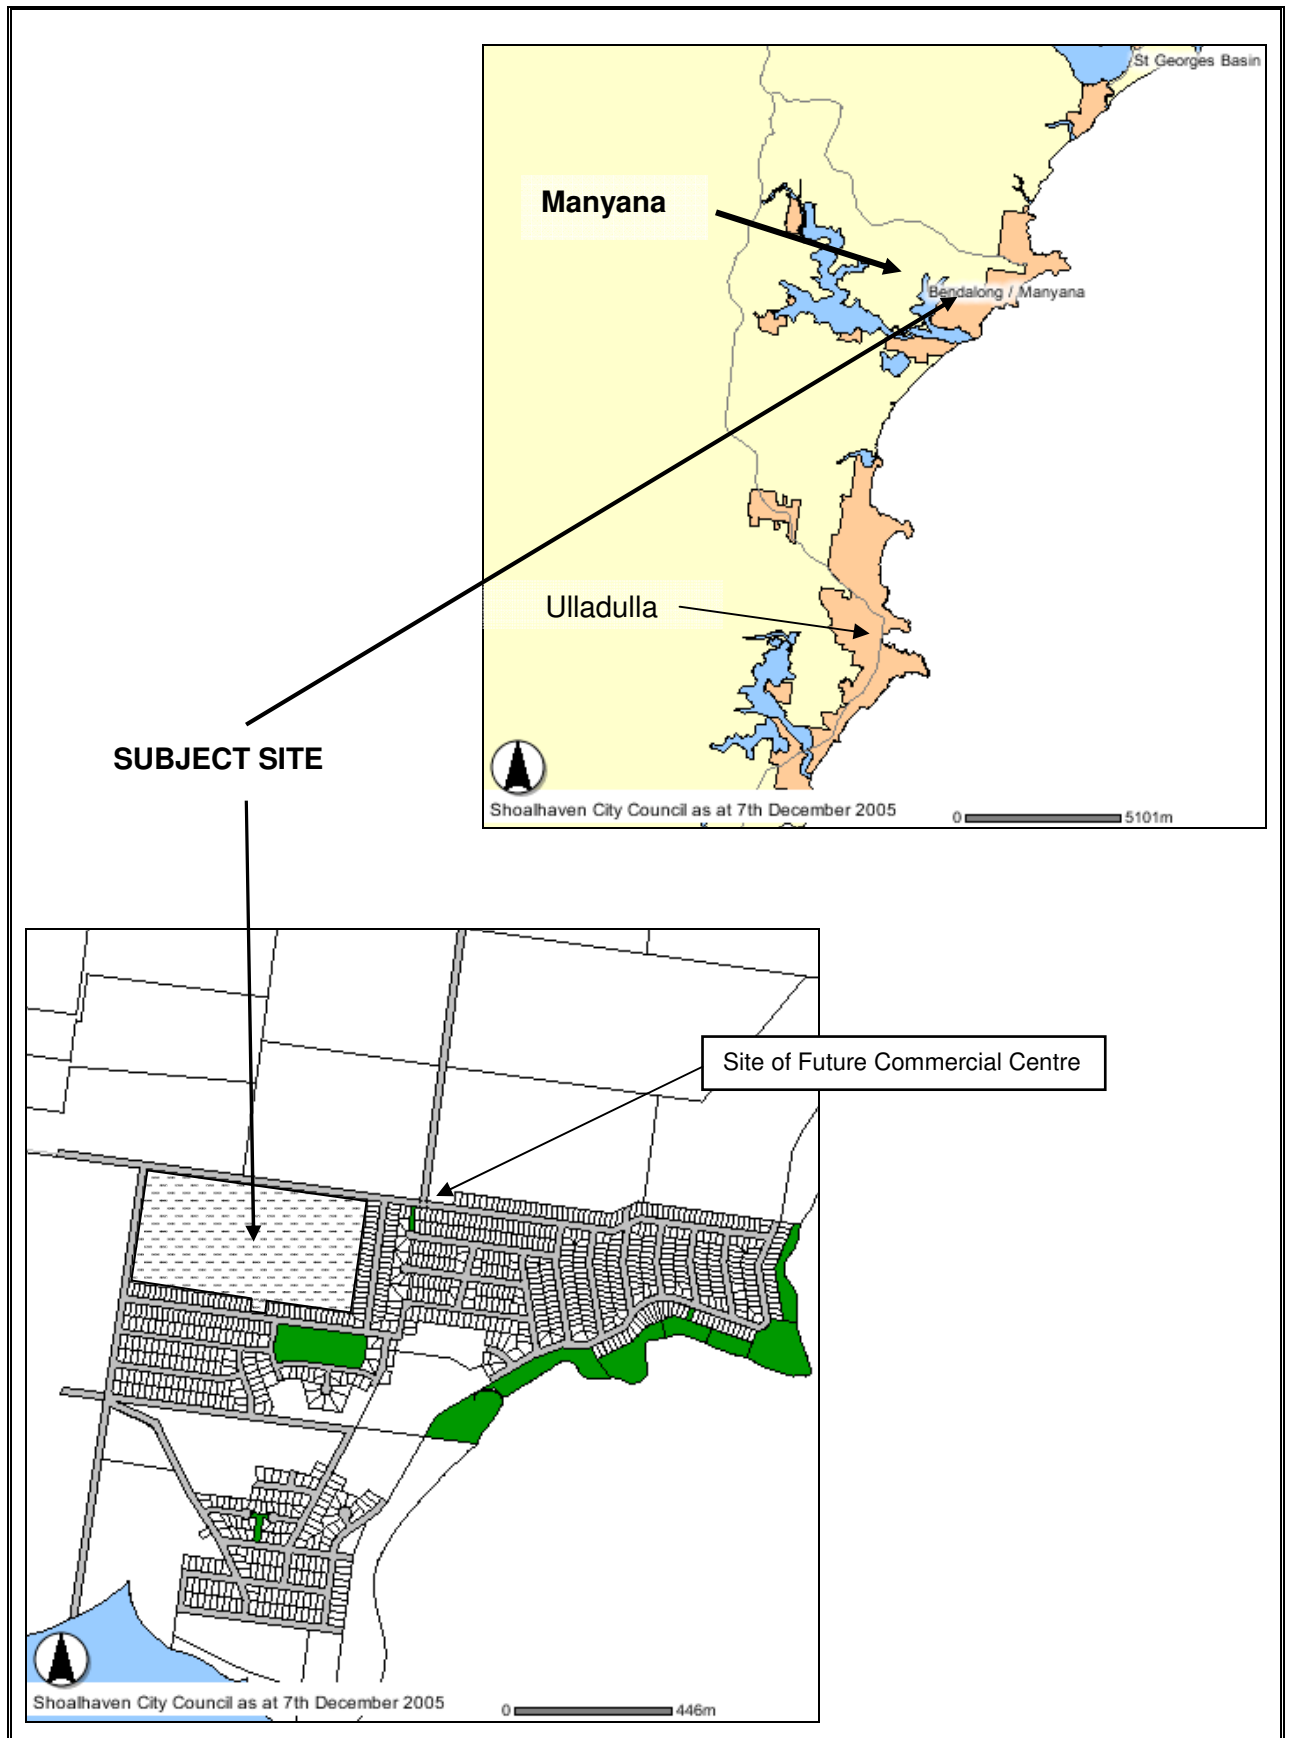 St Georges Basin
Manyana
Bendalong / Manyana
Ulladulla
SUBJECT SITE
Shoalhaven City Council as at 7th December 2005
0 5101m
Site of Future Commercial Centre
Shoalhaven City Council as at 7th December 2005
0 446m